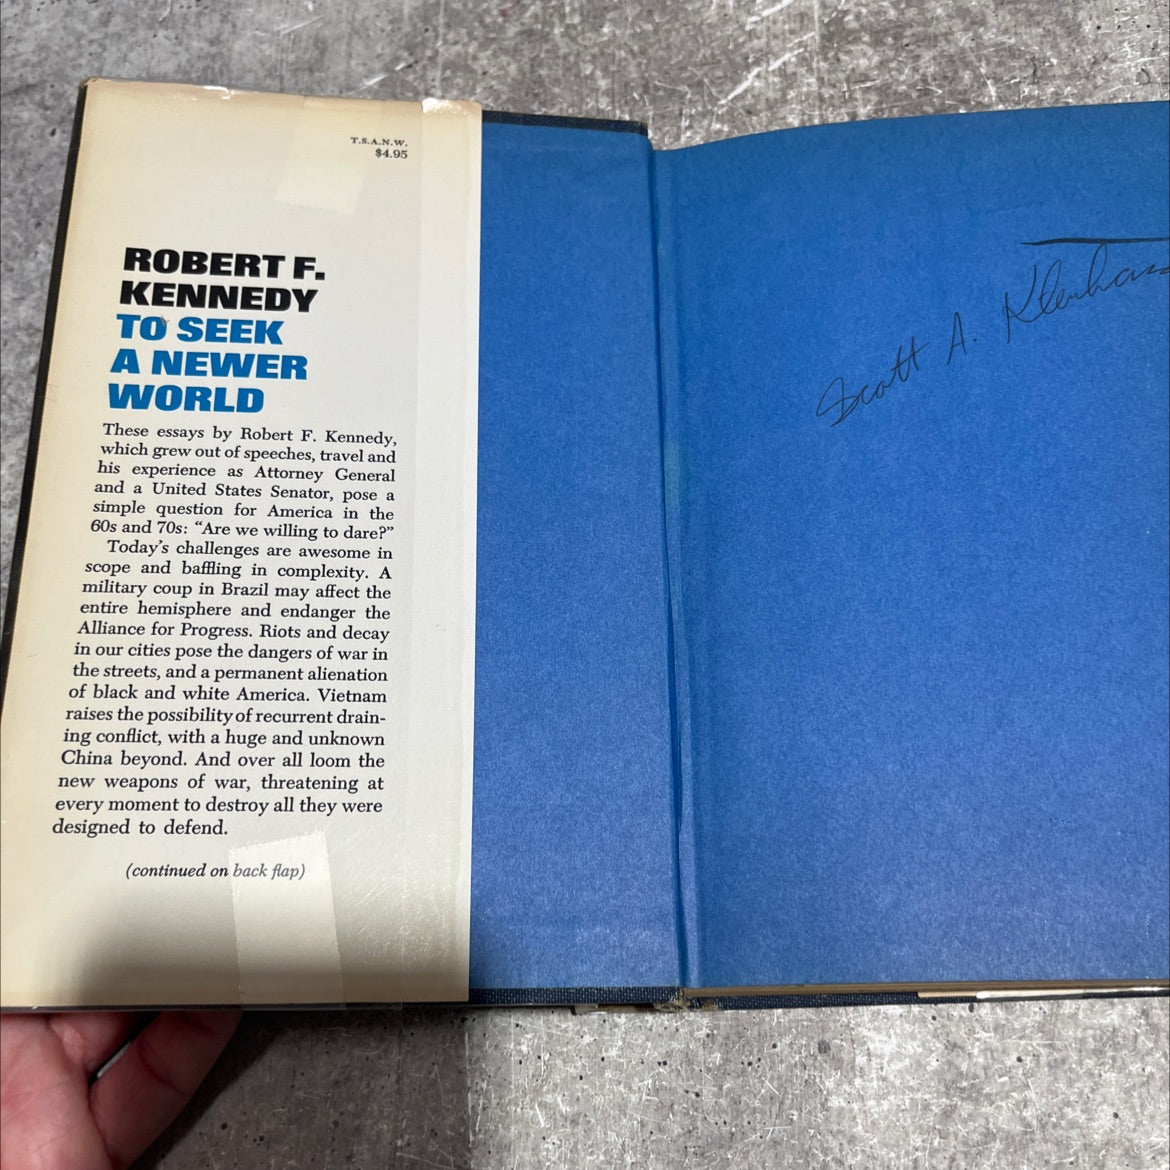 T.S.A.N.W.
$4.95
ROBERT F.
KENNEDY
TO SEEK
A NEWER
WORLD
These essays by Robert F. Kennedy,
which grew out of speeches, travel and
his experience as Attorney General
and a United States Senator, pose a
simple question for America in the
60s and 70s: “Are we willing to dare?”
Today’s challenges are awesome in
scope and baffling in complexity. A
military coup in Brazil may affect the
entire hemisphere and endanger the
Alliance for Progress. Riots and decay
in our cities pose the dangers of war in
the streets, and a permanent alienation
of black and white America. Vietnam
raises the possibility of recurrent drain-
ing conflict, with a huge and unknown
China beyond. And over all loom the
new weapons of war, threatening at
every moment to destroy all they were
designed to defend.
(continued on back flap)
Scott A.